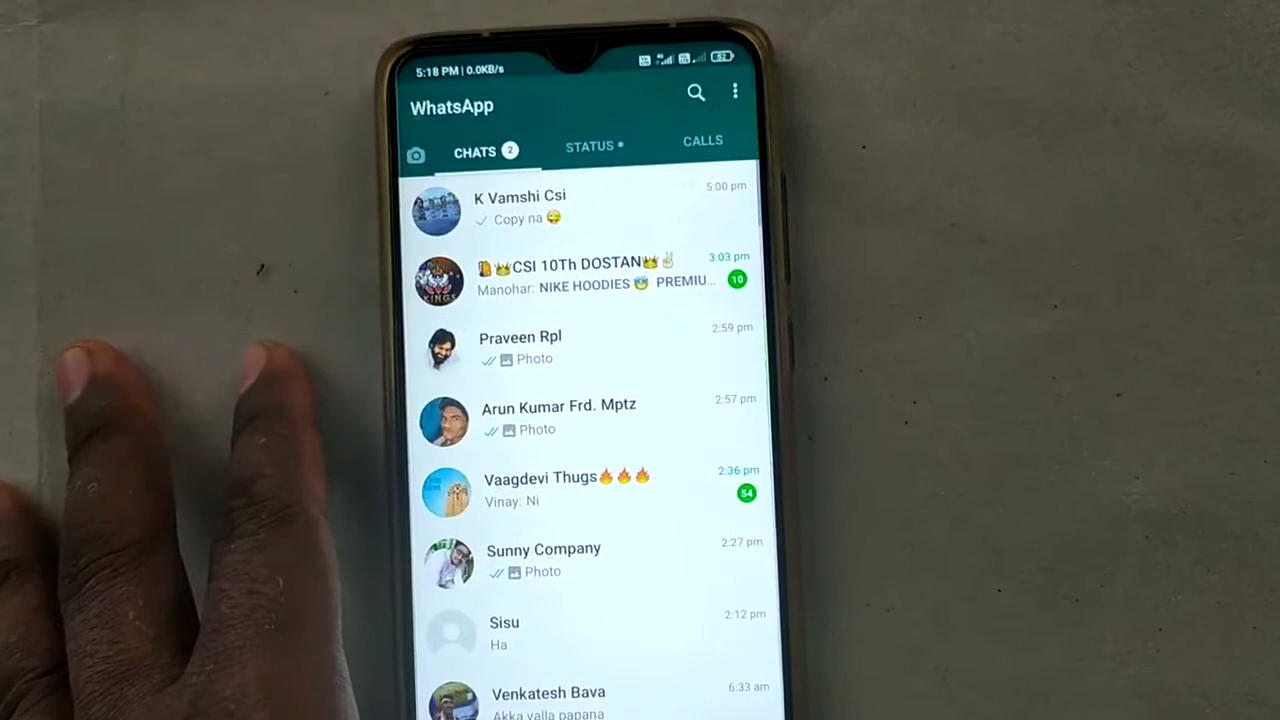 5:18 PM | 0.0KB/s
52
WhatsApp
CHATS 2
STATUS
CALLS
K Vamshi Csi
5:00 pm
Copy na 😄
👑CSI 10Th DOSTAN👑✌
3:03 pm
Manohar: NIKE HOODIES 😎 PREMIU...
10
KINGS
Praveen Rpl
2:59 pm
Photo
Arun Kumar Frd. Mptz
2:57 pm
Photo
Vaagdevi Thugs🔥🔥🔥
2:36 pm
Vinay: Ni
54
Sunny Company
2:27 pm
Photo
Sisu
2:12 pm
Ha
Venkatesh Bava
6:33 am
Akka valla papana